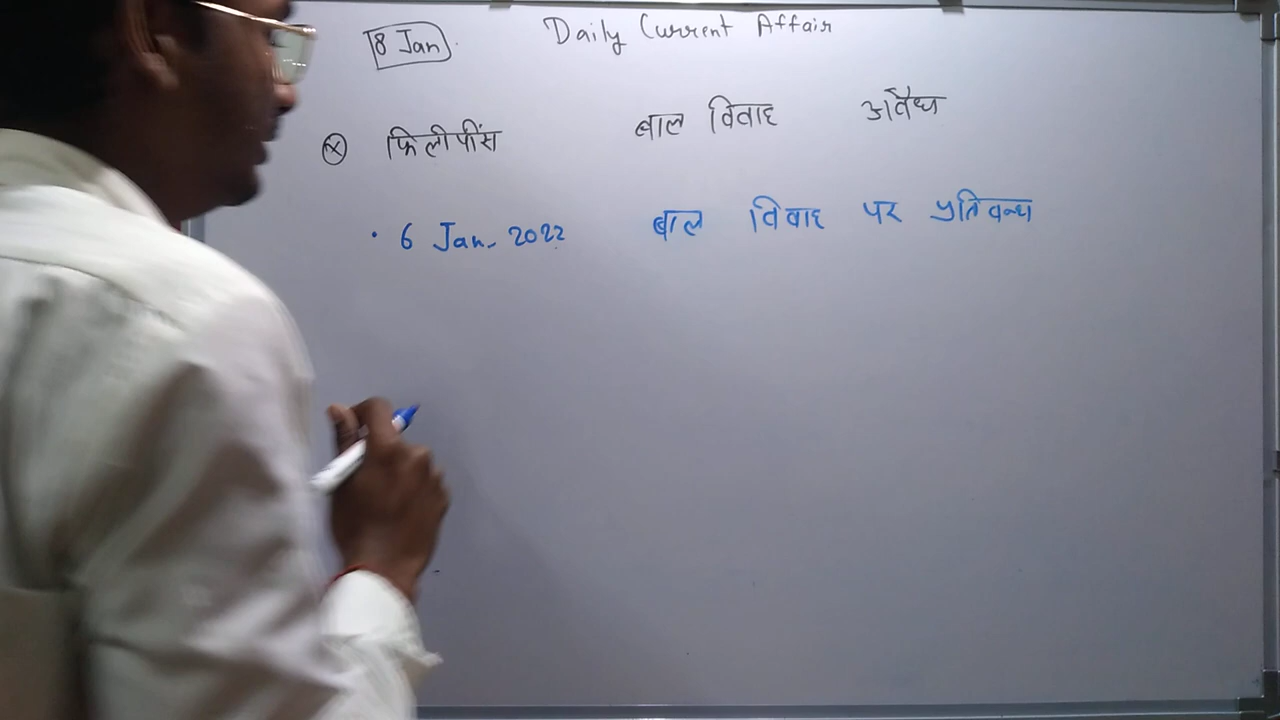 8 Jan Daily Current Affair
फिलीपींस बाल विवाह अवैध
• 6 Jan. 2022 बाल विवाह पर प्रतिबन्ध